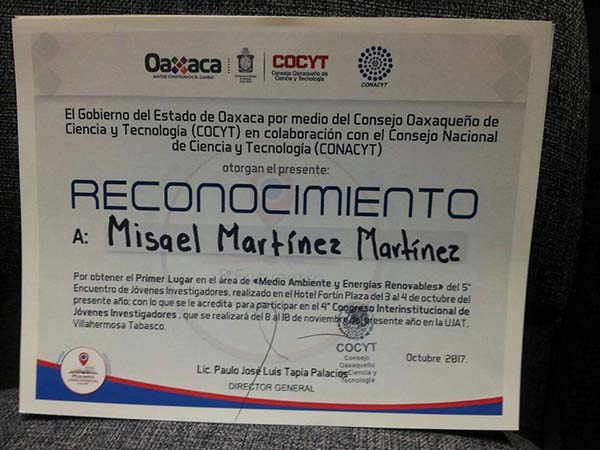 Oaxaca
JUNTOS CONSTRUIMOS EL CAMBIO
COCYT
Consejo Oaxaqueño de
Ciencia y Tecnología
CONACYT
El Gobierno del Estado de Oaxaca por medio del Consejo Oaxaqueño de
Ciencia y Tecnología (COCYT) en colaboración con el Consejo Nacional
de Ciencia y Tecnología (CONACYT)
otorgan el presente:
RECONOCIMIENTO
A: Misael Martínez Martínez
Por obtener el Primer Lugar en el área de «Medio Ambiente y Energías Renovables» del 5°
Encuentro de Jóvenes Investigadores, realizado en el Hotel Fortín Plaza del 3 al 4 de octubre del
presente año; con lo que se le acredita para participar en el 4° Congreso Interinstitucional de
Jóvenes Investigadores , que se realizará del 8 al 10 de noviembre del presente año en la UJAT,
Villahermosa Tabasco.
COCYT
Consejo
Oaxaqueño
de Ciencia y
Tecnología
Octubre 2017.
Lic. Paulo José Luis Tapia Palacios
DIRECTOR GENERAL